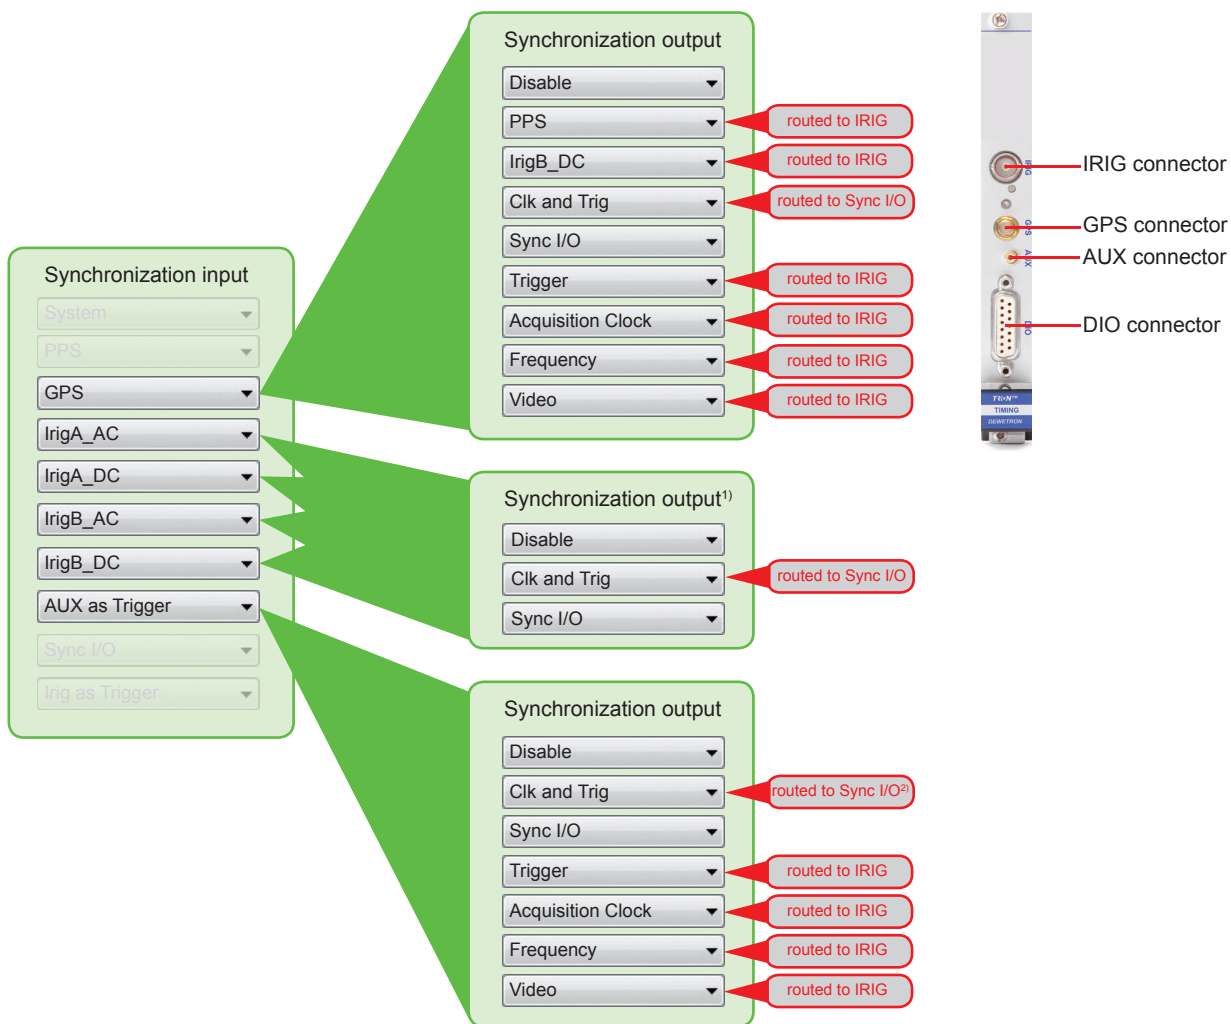 Synchronization output
Disable
PPS
routed to IRIG
IrigB_DC
routed to IRIG
Clk and Trig
routed to Sync I/O
Sync I/O
Trigger
routed to IRIG
Acquisition Clock
routed to IRIG
Frequency
routed to IRIG
Video
routed to IRIG
IRIG
IRIG connector
GPS
GPS connector
AUX
AUX connector
DIO
DIO connector
TRION™
TIMING
DEWETRON
Synchronization input
System
PPS
GPS
IrigA_AC
IrigA_DC
IrigB_AC
IrigB_DC
AUX as Trigger
Sync I/O
Irig as Trigger
Synchronization output1)
Disable
Clk and Trig
routed to Sync I/O
Sync I/O
Synchronization output
Disable
Clk and Trig
routed to Sync I/O2)
Sync I/O
Trigger
routed to IRIG
Acquisition Clock
routed to IRIG
Frequency
routed to IRIG
Video
routed to IRIG